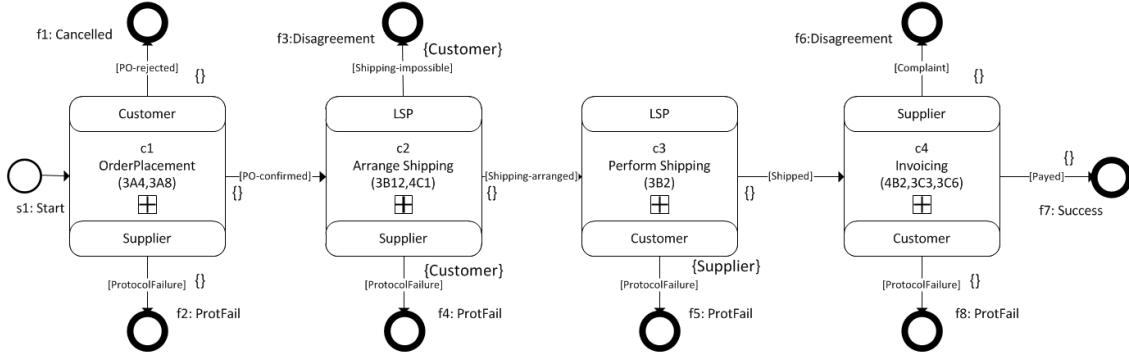 f1: Cancelled
f3:Disagreement
{Customer}
f6:Disagreement
[PO-rejected]
{}
[Shipping-impossible]
[Complaint]
{}
Customer
LSP
LSP
Supplier
c1
OrderPlacement
(3A4,3A8)
c2
Arrange Shipping
(3B12,4C1)
c3
Perform Shipping
(3B2)
c4
Invoicing
(4B2,3C3,3C6)
{}
[PO-confirmed]
{}
[Shipping-arranged]
{}
[Shipped]
{}
[Payed]
s1: Start
f7: Success
Supplier
Supplier
Customer
Customer
{}
{Customer}
{Supplier}
{}
[ProtocolFailure]
[ProtocolFailure]
[ProtocolFailure]
[ProtocolFailure]
f2: ProtFail
f4: ProtFail
f5: ProtFail
f8: ProtFail